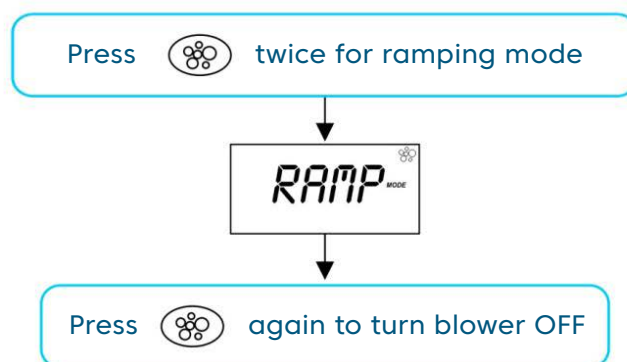 Press twice for ramping mode
RAMP MODE
Press again to turn blower OFF